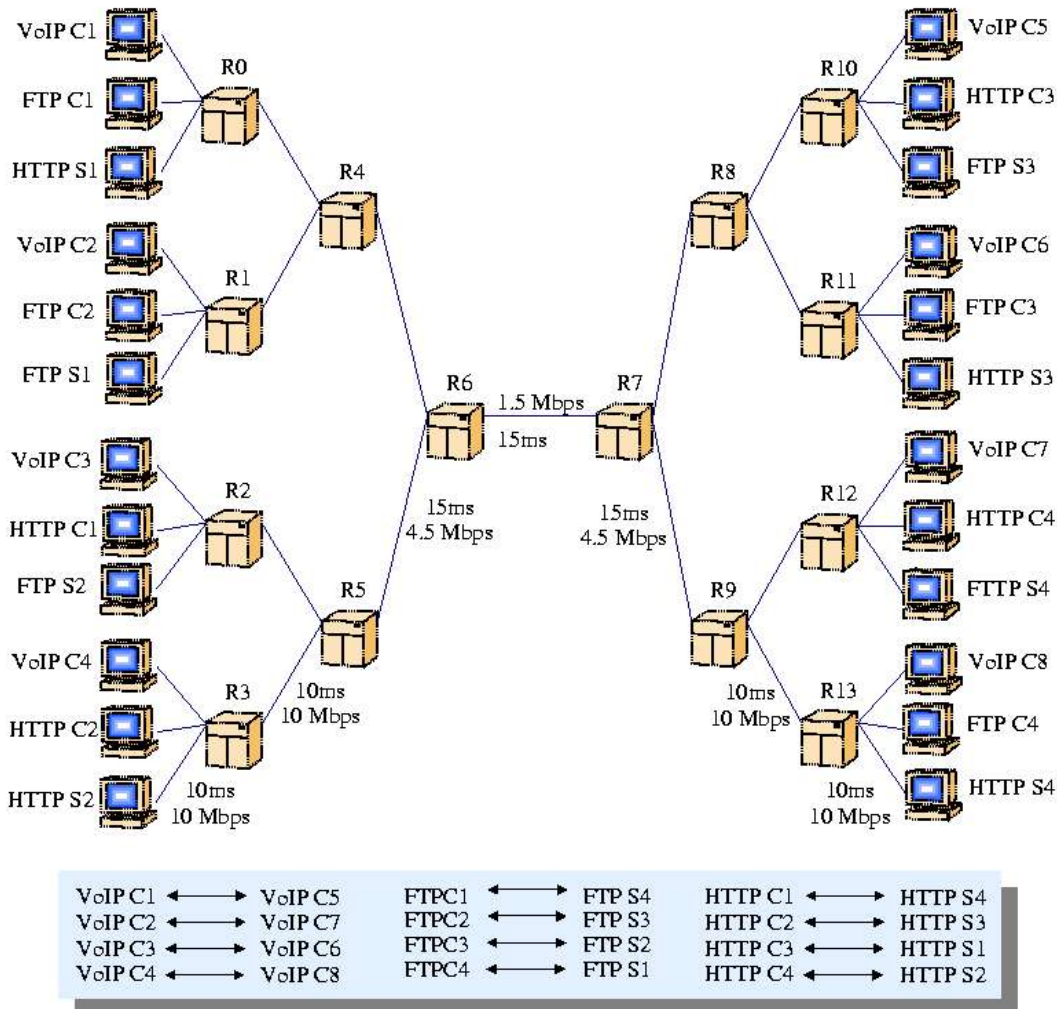 VoIP C1
FTP C1
HTTP S1
R0
R4
VoIP C2
FTP C2
FTP S1
R1
VoIP C3
HTTP C1
FTP S2
R2
R5
VoIP C4
HTTP C2
HTTP S2
R3
10ms
10 Mbps
10ms
10 Mbps
R6
1.5 Mbps
15ms
R7
15ms
4.5 Mbps
15ms
4.5 Mbps
R8
R10
VoIP C5
HTTP C3
FTP S3
R11
VoIP C6
FTP C3
HTTP S3
R9
R12
VoIP C7
HTTP C4
FTTP S4
10ms
10 Mbps
R13
VoIP C8
FTP C4
HTTP S4
10ms
10 Mbps
VoIP C1 VoIP C5 FTPC1 FTP S4 HTTP C1 HTTP S4
VoIP C2 VoIP C7 FTPC2 FTP S3 HTTP C2 HTTP S3
VoIP C3 VoIP C6 FTPC3 FTP S2 HTTP C3 HTTP S1
VoIP C4 VoIP C8 FTPC4 FTP S1 HTTP C4 HTTP S2